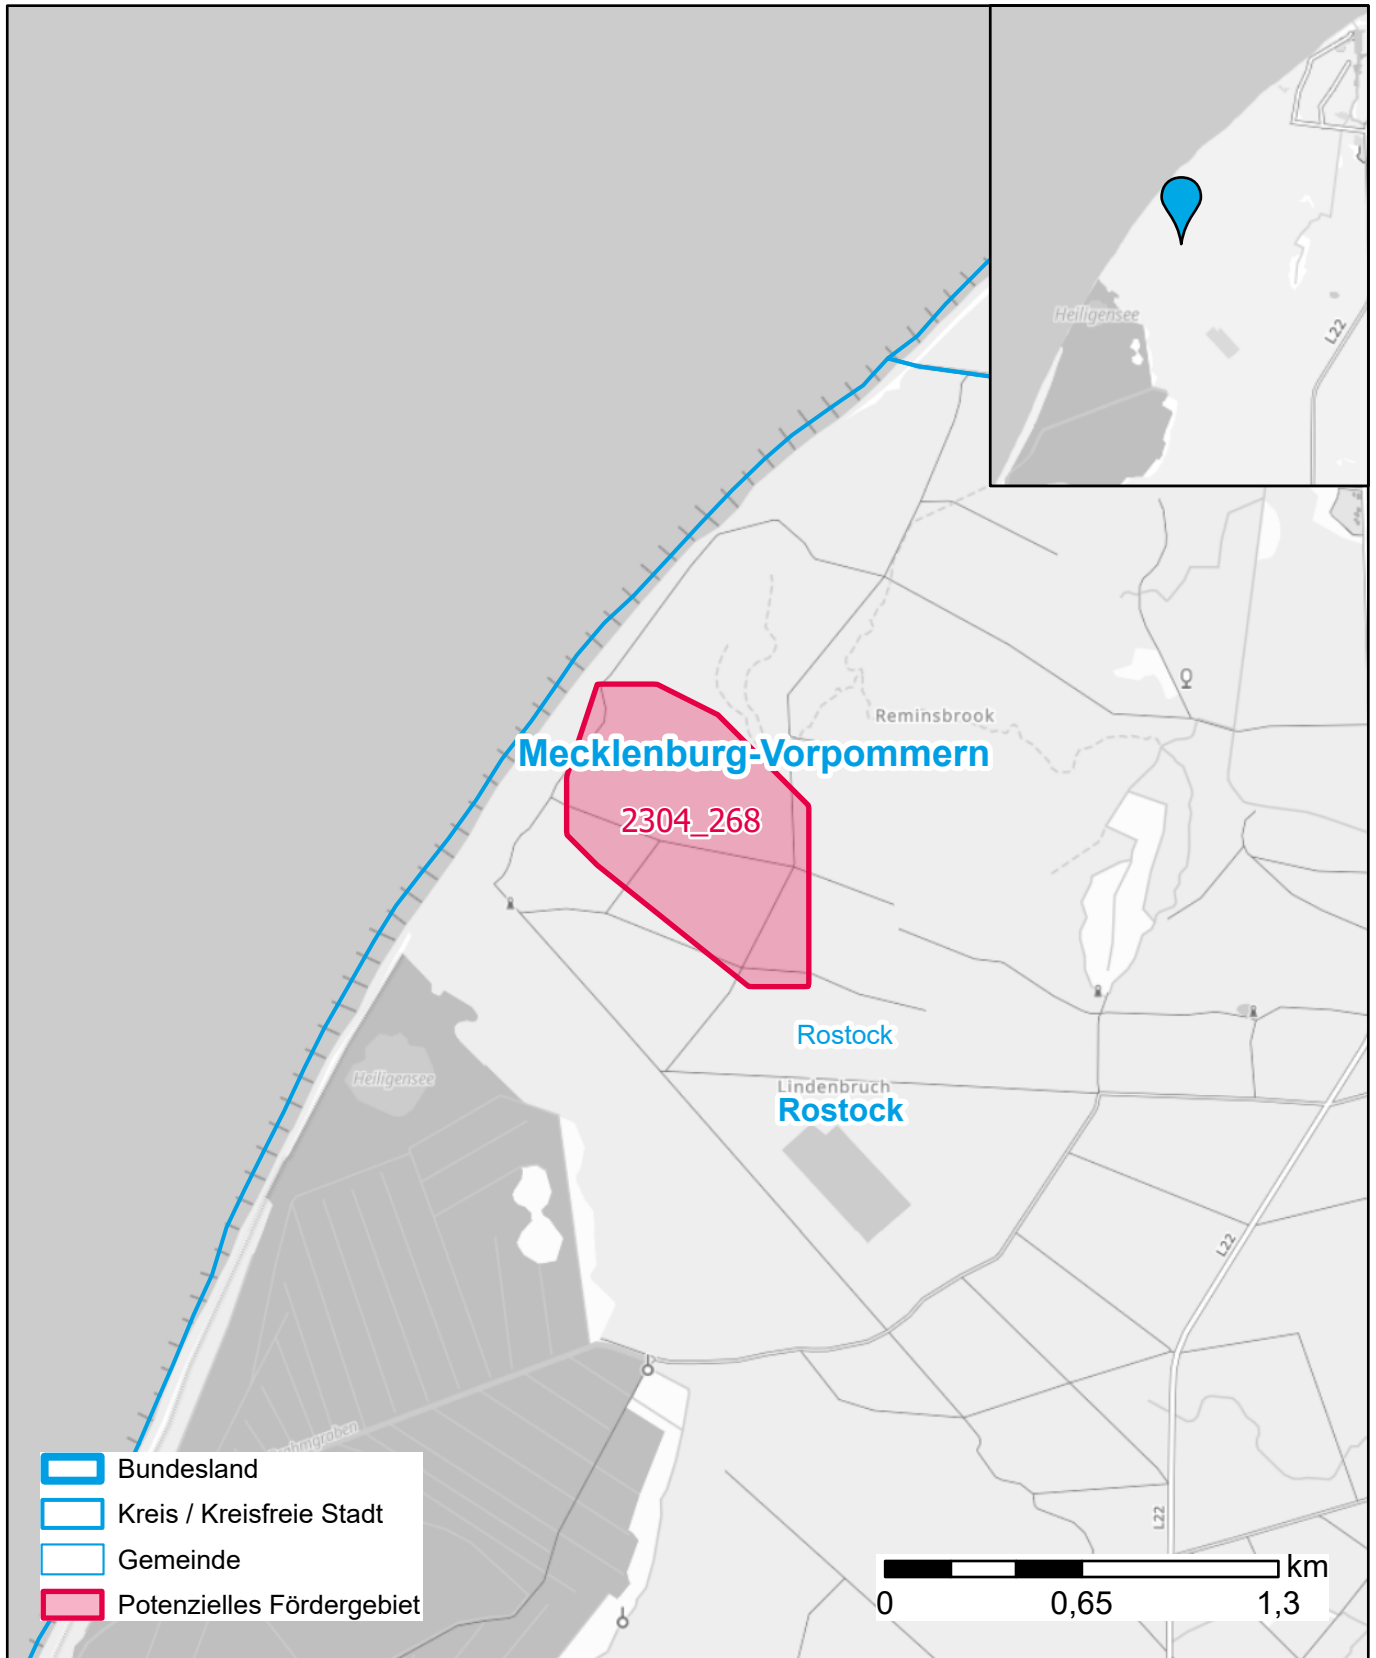 Heiligensee
L22
Reminsbrook
Mecklenburg-Vorpommern
2304_268
Rostock
Heiligensee
Lindenbruch
Rostock
L22
L22
Bundesland
Kreis / Kreisfreie Stadt
Gemeinde
Potenzielles Fördergebiet
km
0 0,65 1,3